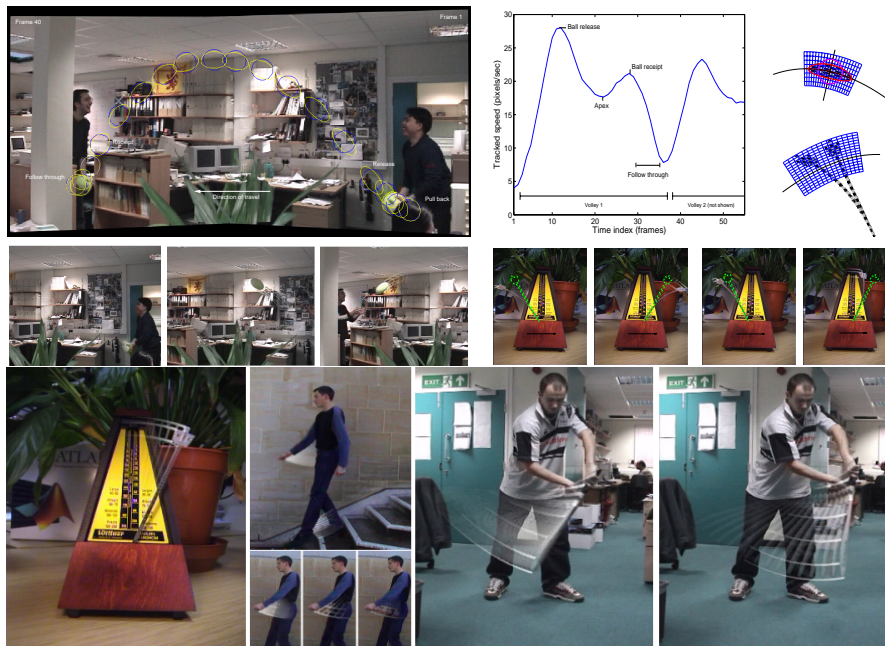 Frame 40
Frame 1
Receipt
Release
Follow through
Pull back
Direction of travel
Tracked speed (pixels/sec)
30
25
20
15
10
5
0
Ball release
Ball receipt
Apex
Follow through
Volley 1
Volley 2 (not shown)
1
10
20
30
40
50
Time index (frames)
ATLA
EXIT
EXIT